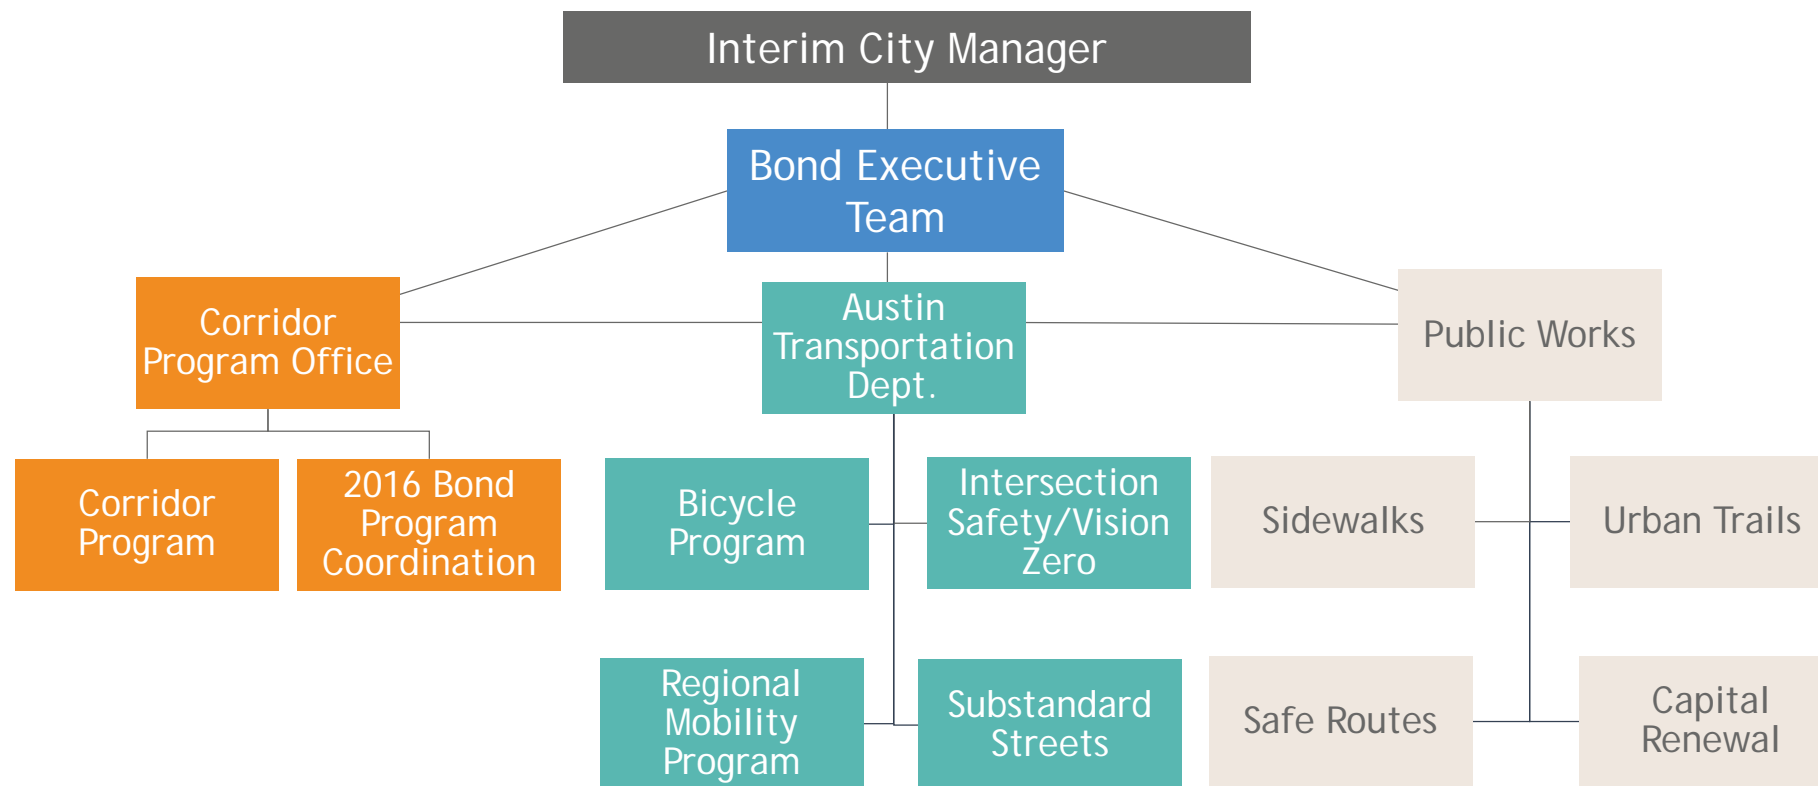 Interim City Manager
Bond Executive
Team
Corridor
Program Office
Austin
Transportation
Dept.
Public Works
Corridor
Program
2016 Bond
Program
Coordination
Bicycle
Program
Intersection
Safety/Vision
Zero
Sidewalks
Urban Trails
Regional
Mobility
Program
Substandard
Streets
Safe Routes
Capital
Renewal